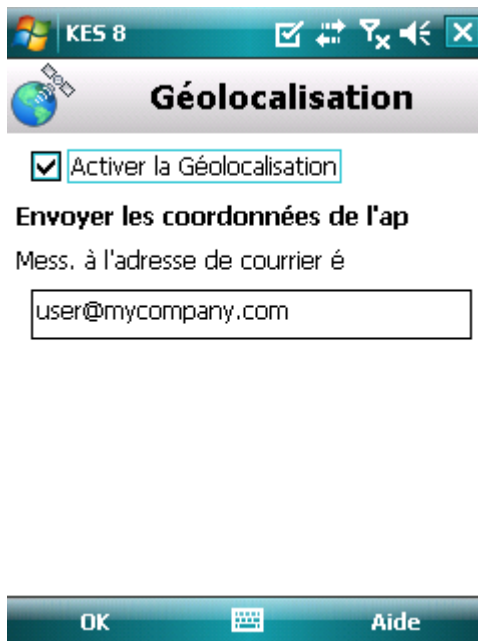 KES 8
Géolocalisation
Activer la Géolocalisation
Envoyer les coordonnées de l'ap
Mess. à l'adresse de courrier é
user@mycompany.com
OK
Aide